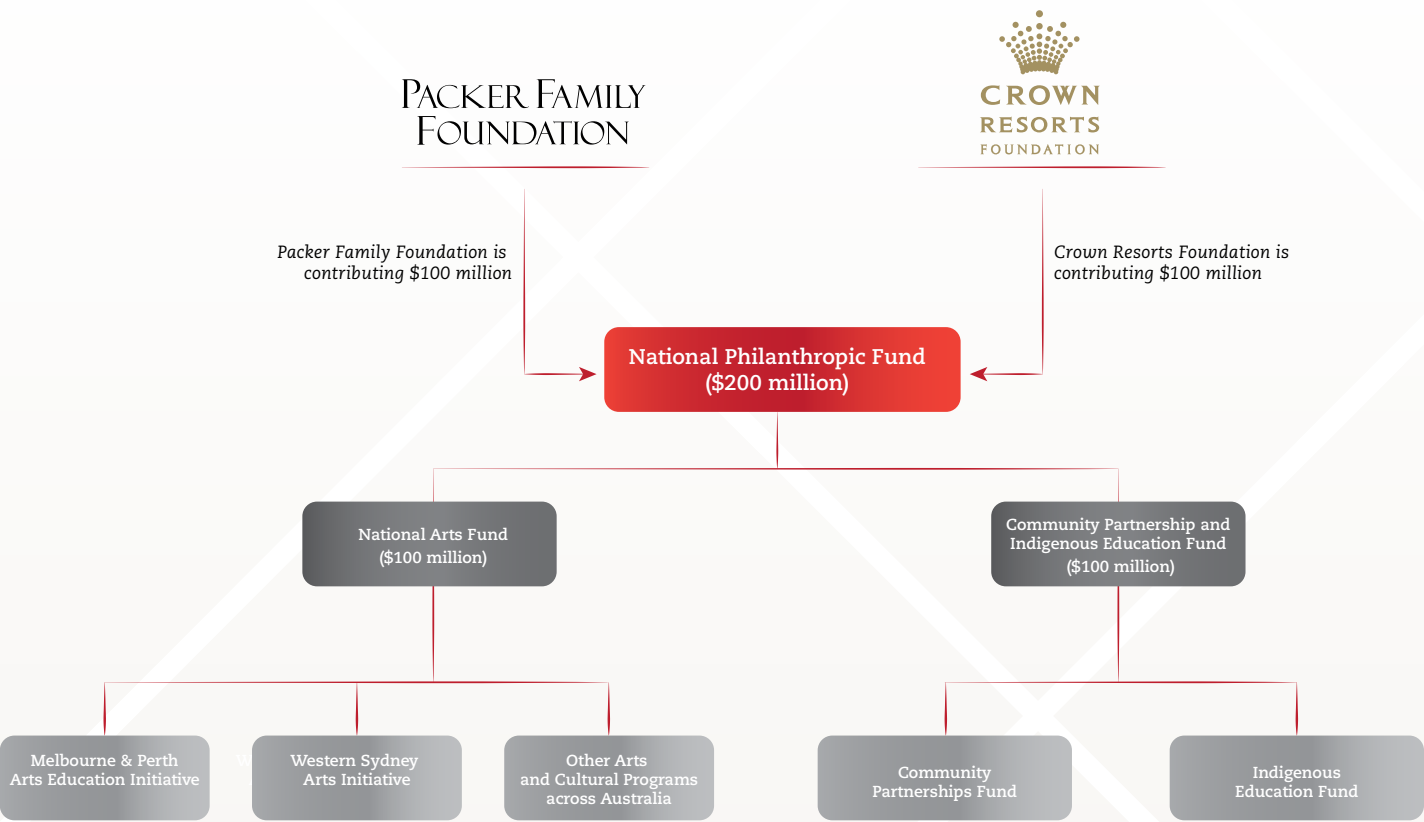 PACKER FAMILY
FOUNDATION
CROWN
RESORTS
FOUNDATION
Packer Family Foundation is
contributing $100 million
Crown Resorts Foundation is
contributing $100 million
National Philanthropic Fund
($200 million)
National Arts Fund
($100 million)
Community Partnership and
Indigenous Education Fund
($100 million)
Melbourne & Perth
Arts Education Initiative
Western Sydney
Arts Initiative
Other Arts
and Cultural Programs
across Australia
Community
Partnerships Fund
Indigenous
Education Fund